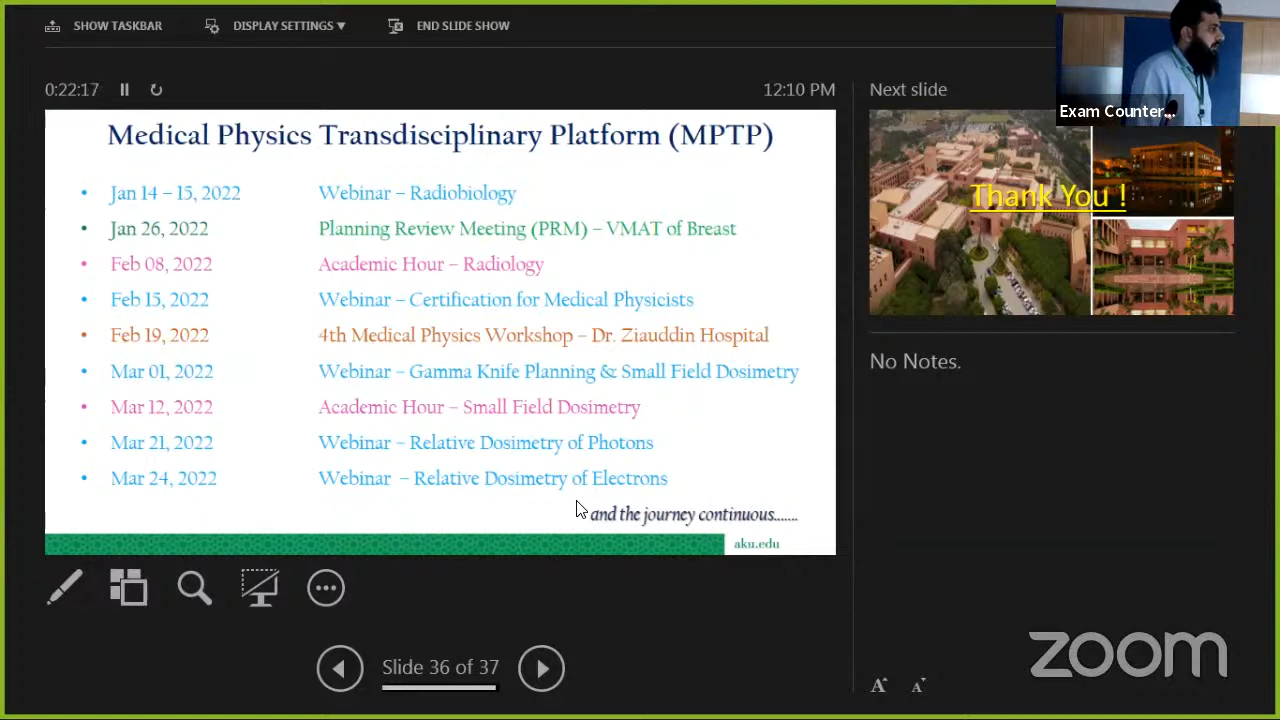 SHOW TASKBAR
DISPLAY SETTINGS ▼
END SLIDE SHOW
0:22:17
12:10 PM
Medical Physics Transdisciplinary Platform (MPTP)
• Jan 14 – 15, 2022 Webinar – Radiobiology
• Jan 26, 2022 Planning Review Meeting (PRM) – VMAT of Breast
• Feb 08, 2022 Academic Hour – Radiology
• Feb 15, 2022 Webinar – Certification for Medical Physicists
• Feb 19, 2022 4th Medical Physics Workshop – Dr. Ziauddin Hospital
• Mar 01, 2022 Webinar – Gamma Knife Planning & Small Field Dosimetry
• Mar 12, 2022 Academic Hour – Small Field Dosimetry
• Mar 21, 2022 Webinar – Relative Dosimetry of Photons
• Mar 24, 2022 Webinar – Relative Dosimetry of Electrons
and the journey continuous.......
aku.edu
Slide 36 of 37
Next slide
Exam Counter...
Thank You !
No Notes.
zoom
A A